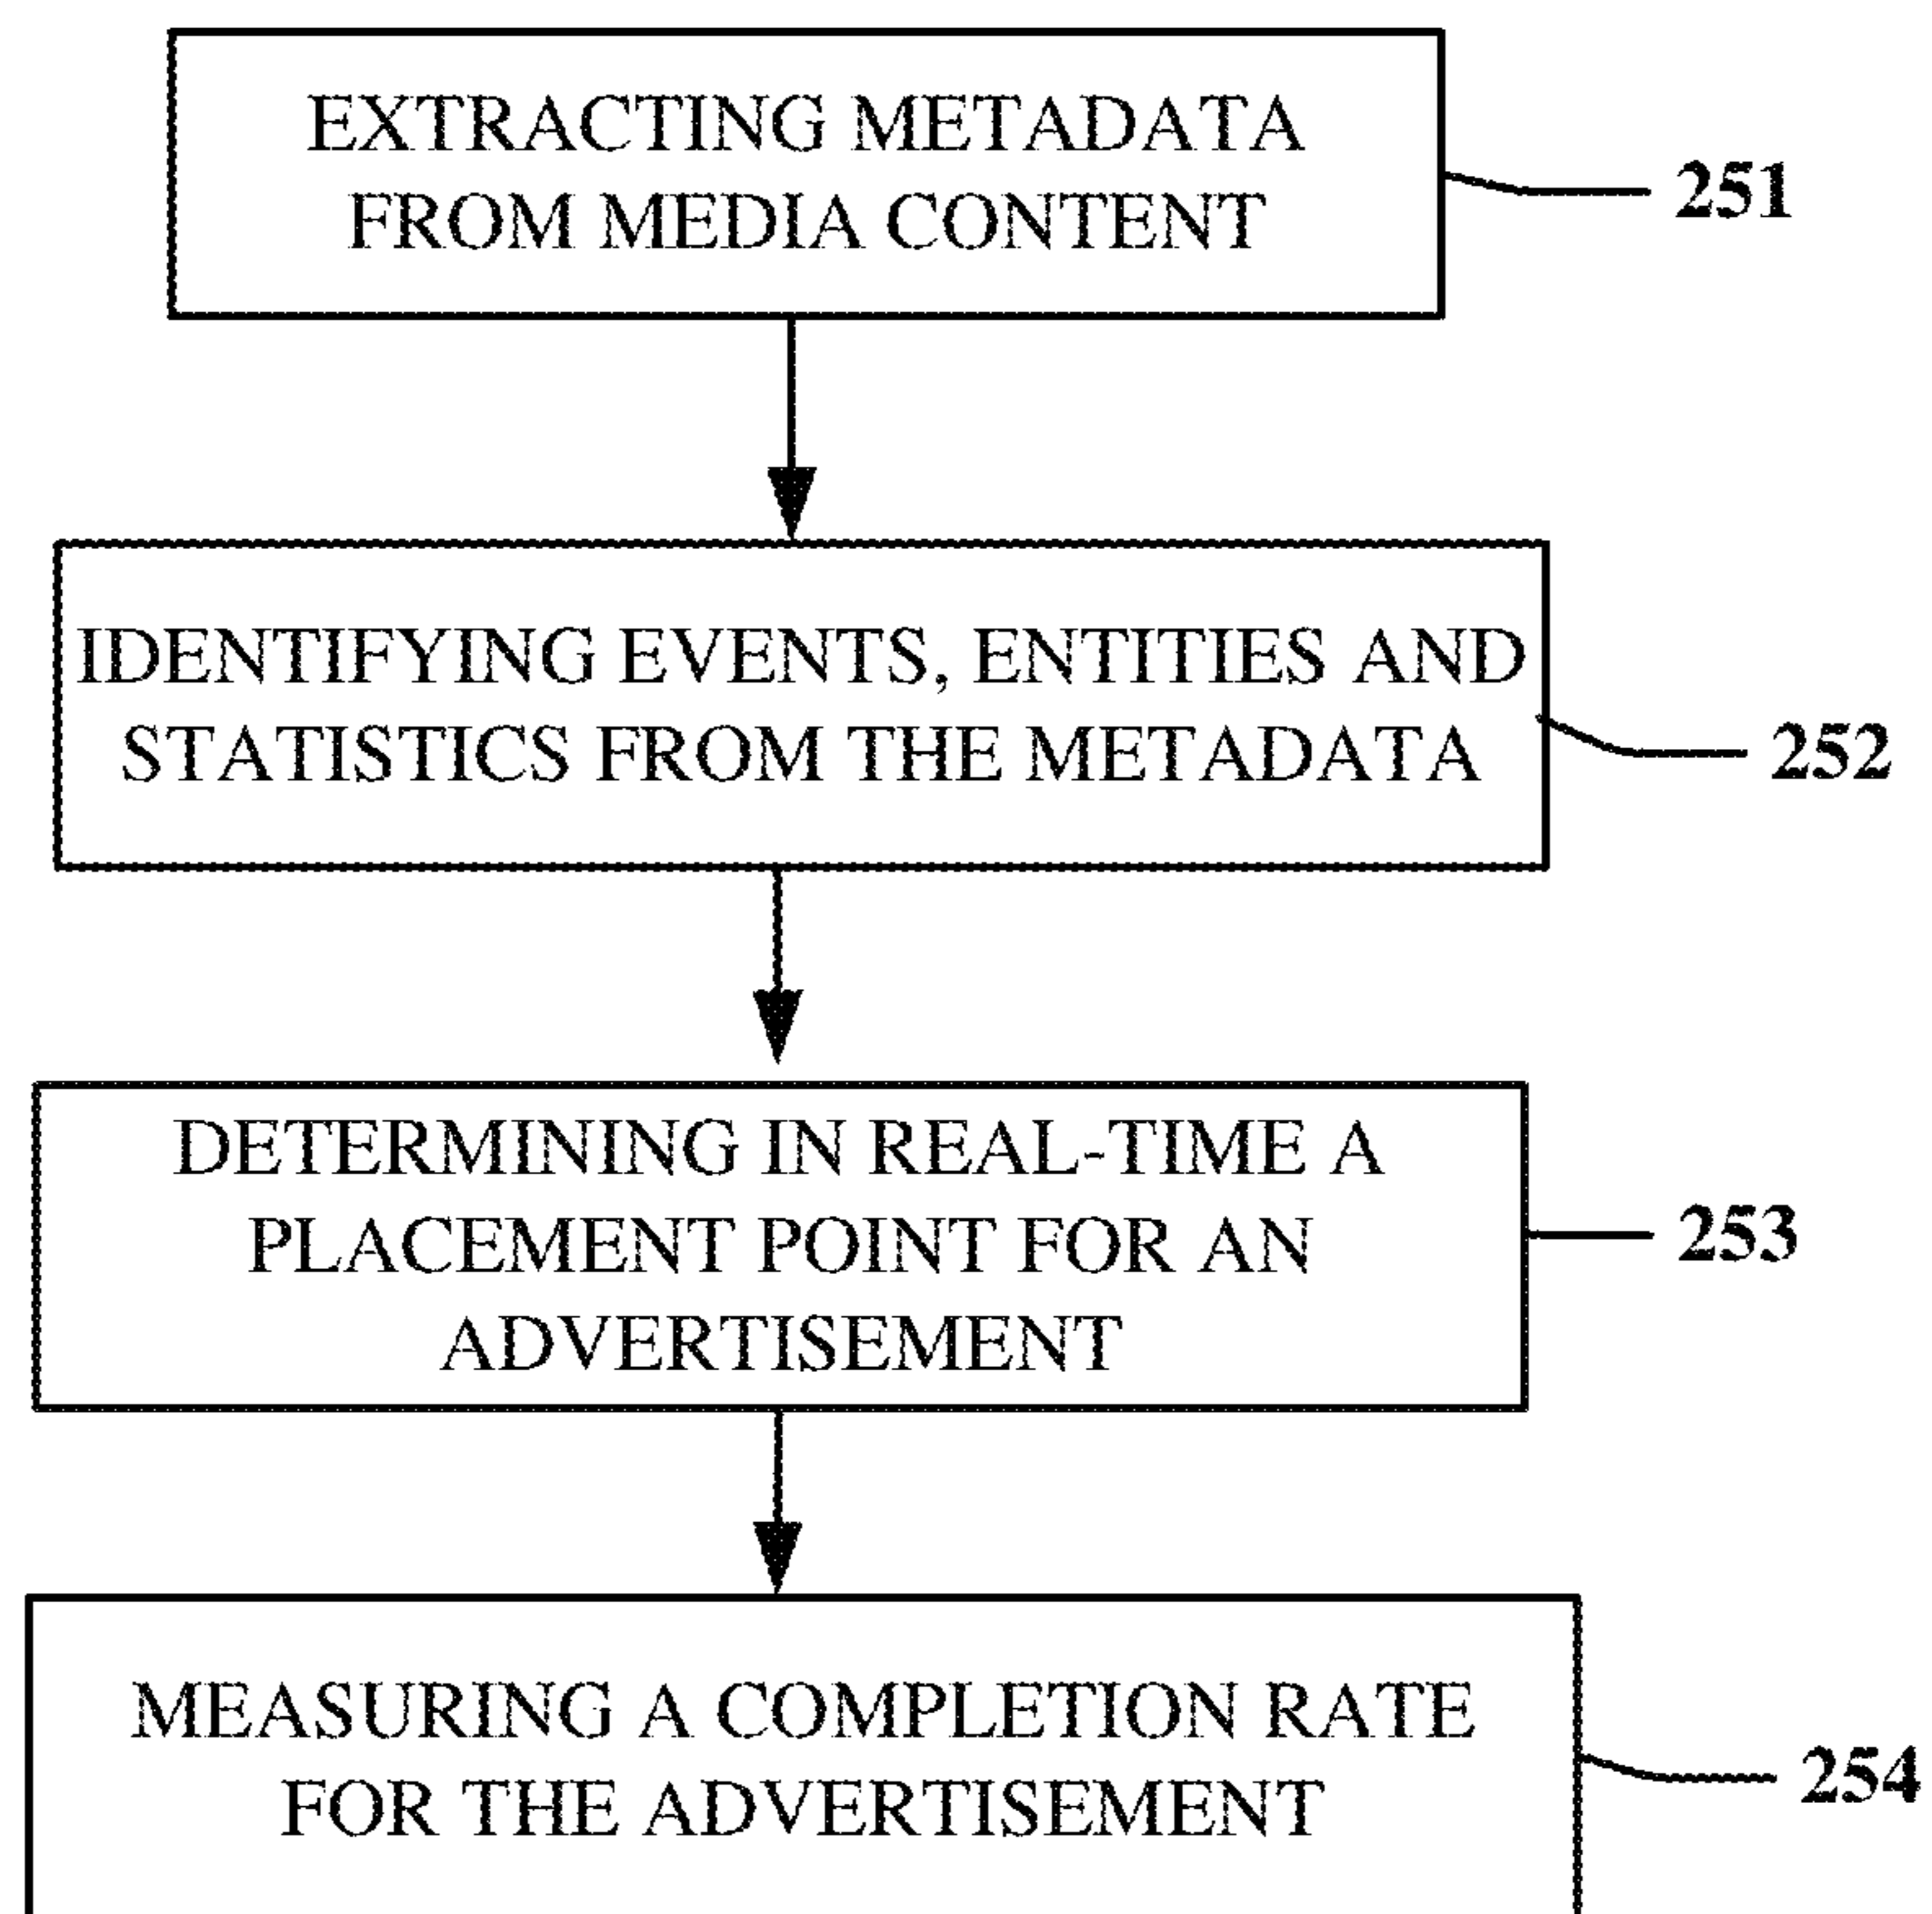 EXTRACTING METADATA
FROM MEDIA CONTENT
251
IDENTIFYING EVENTS, ENTITIES AND
STATISTICS FROM THE METADATA
252
DETERMINING IN REAL-TIME A
PLACEMENT POINT FOR AN
ADVERTISEMENT
253
MEASURING A COMPLETION RATE
FOR THE ADVERTISEMENT
254